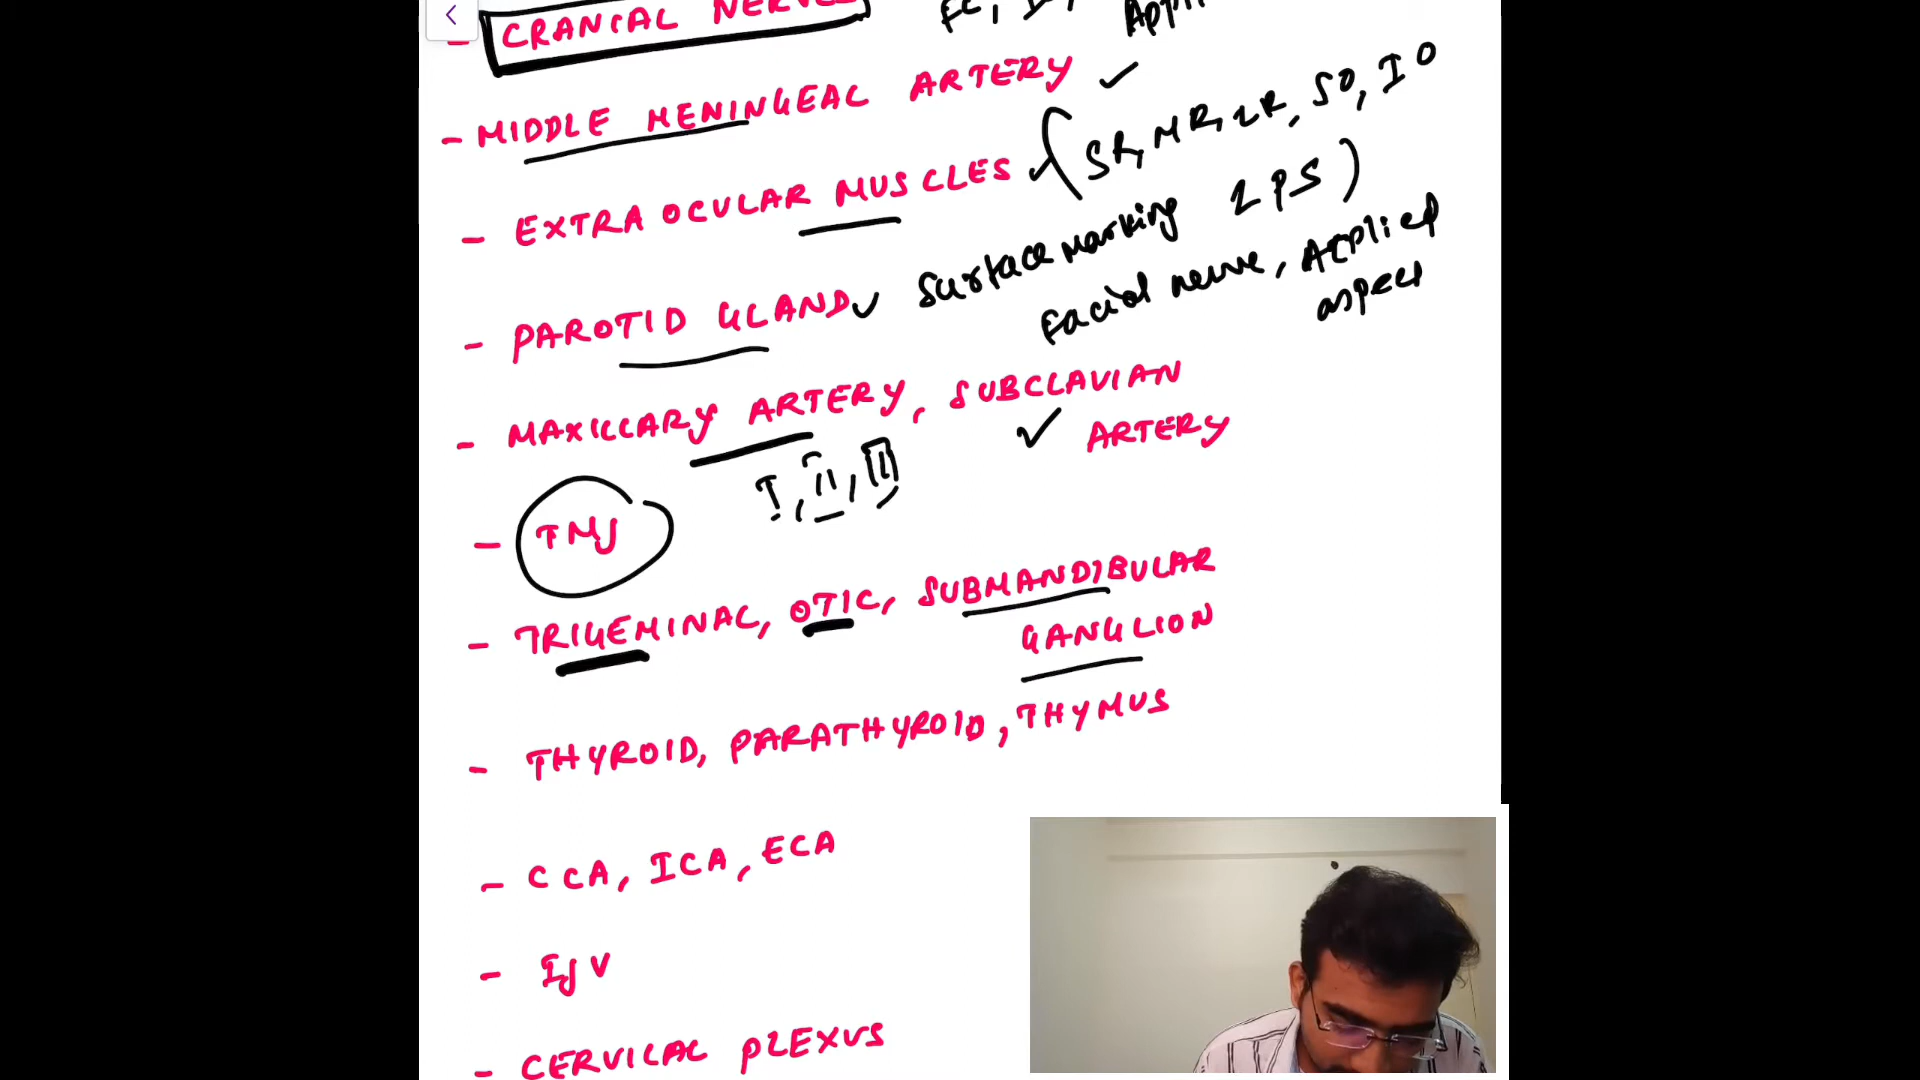 - CRANIAL NERVE
- MIDDLE MENINGEAL ARTERY ✓
- EXTRA OCULAR MUSCLES ✓ (SR, MR, LR, SO, IO
LPS)
- PAROTID GLAND ✓ Surface marking
facial nerve, Applied
aspect
- MAXILLARY ARTERY, SUBCLAVIAN
✓ ARTERY
I, II, III
- TMJ
- TRIGEMINAL, OTIC, SUBMANDIBULAR
GANGLION
- THYROID, PARATHYROID, THYMUS
- CCA, ICA, ECA
- IJV
- CERVICAL PLEXUS